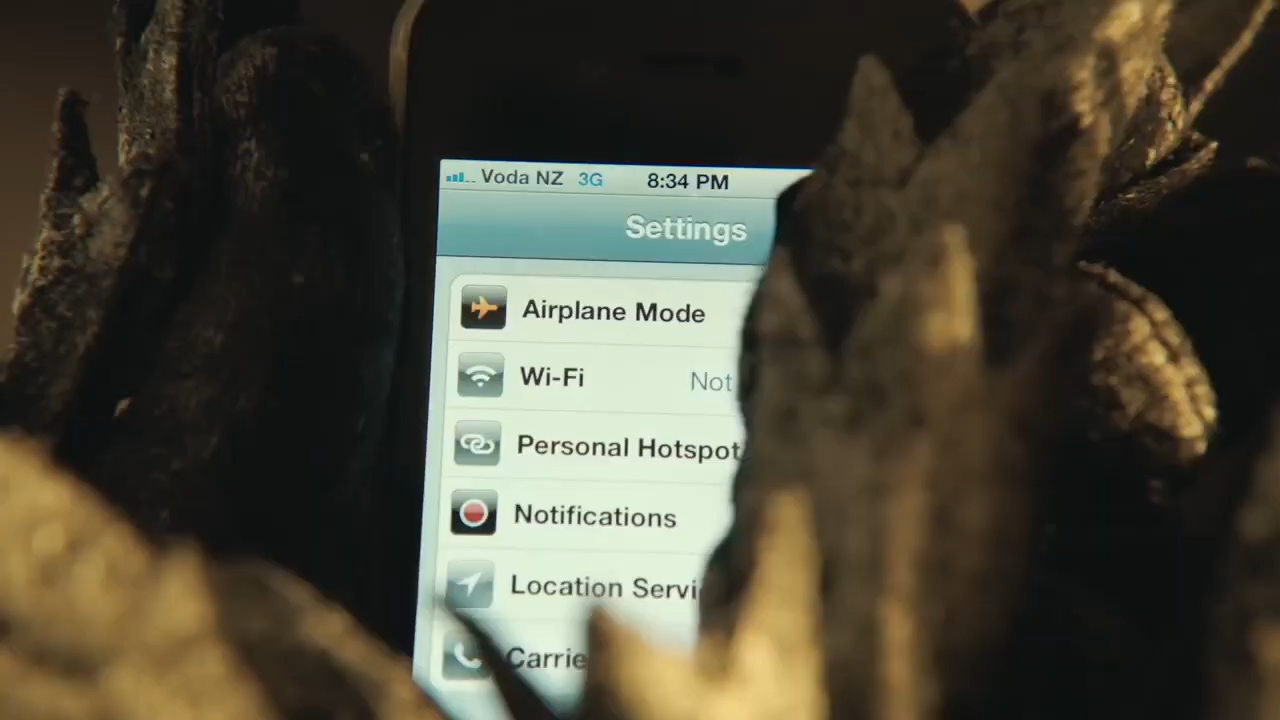 Voda NZ 3G 8:34 PM
Settings
Airplane Mode
Wi-Fi Not
Personal Hotspot
Notifications
Location Servi
Carrie